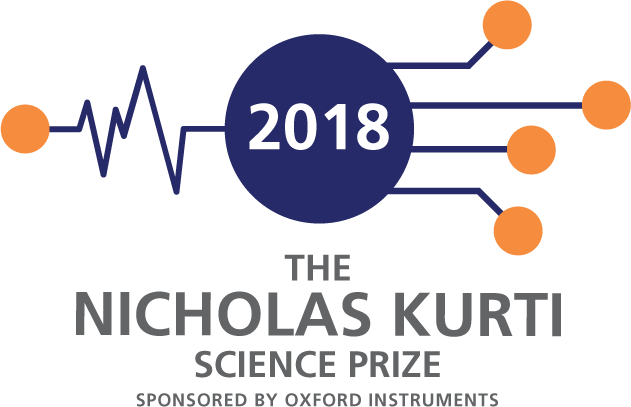 2018
THE
NICHOLAS KURTI
SCIENCE PRIZE
SPONSORED BY OXFORD INSTRUMENTS